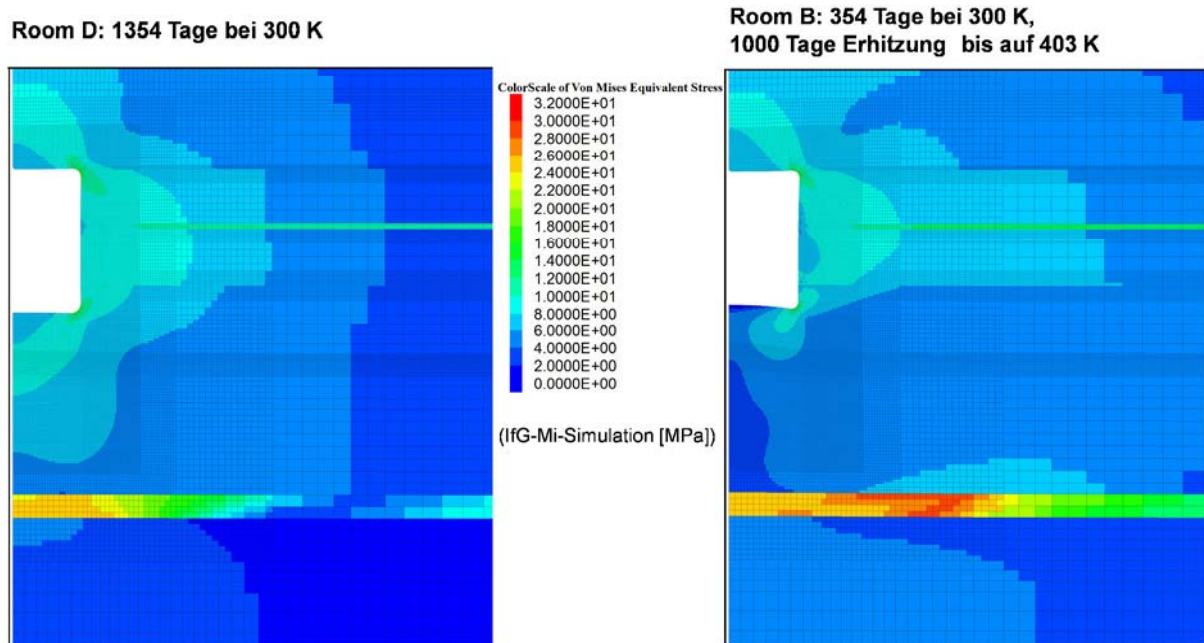 Room D: 1354 Tage bei 300 K
Room B: 354 Tage bei 300 K,
1000 Tage Erhitzung bis auf 403 K
ColorScale of Von Mises Equivalent Stress
3.2000E+01
3.0000E+01
2.6000E+01
2.4000E+01
2.2000E+01
2.0000E+01
1.8000E+01
1.6000E+01
1.4000E+01
1.2000E+01
1.0000E+01
8.0000E+00
6.0000E+00
4.0000E+00
2.0000E+00
0.0000E+00
(IfG-Mi-Simulation [MPa])